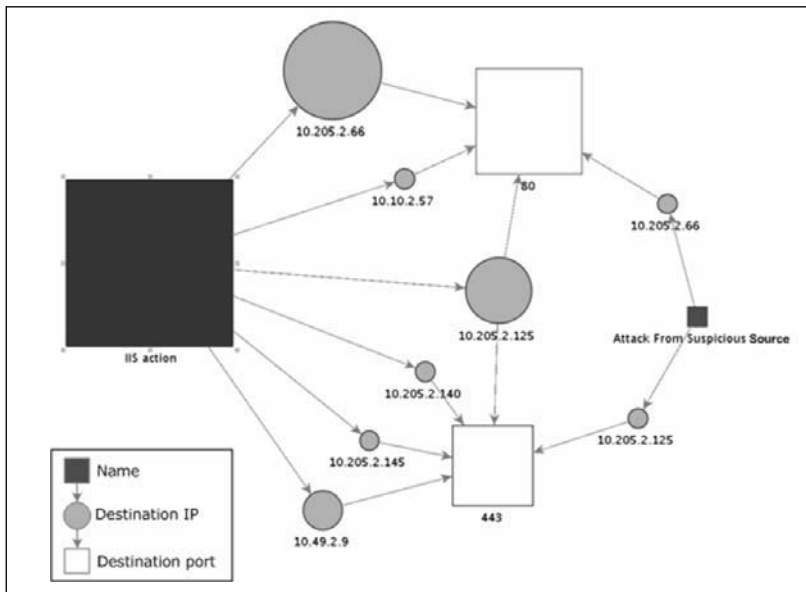 10.205.2.66
10.10.2.57
80
10.205.2.66
10.205.2.125
Attack From Suspicious Source
IIS action
10.205.2.140
10.205.2.125
10.205.2.145
443
10.49.2.9
Name
Destination IP
Destination port